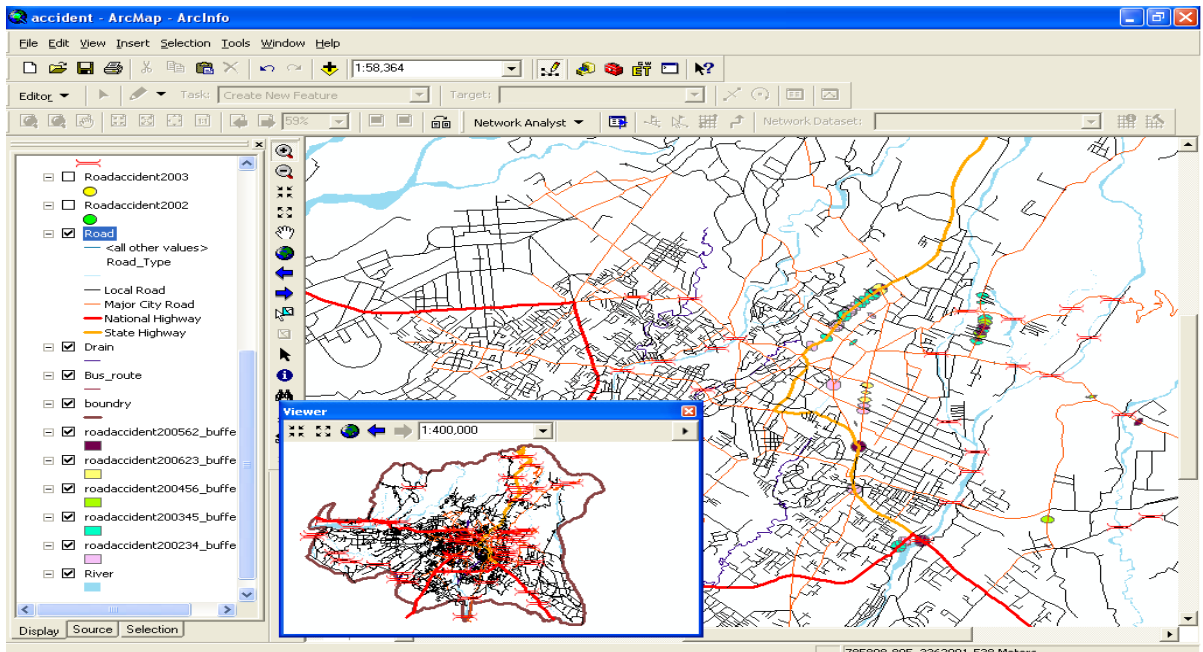 accident - ArcMap - ArcInfo
File Edit View Insert Selection Tools Window Help
1:58,364
Editor Task: Create New Feature Target:
59% Network Analyst Network Dataset:
Roadaccident2003
Roadaccident2002
Road
<all other values>
Road_Type
Local Road
Major City Road
National Highway
State Highway
Drain
Bus_route
boundry
roadaccident200562_buffe
roadaccident200623_buffe
roadaccident200456_buffe
roadaccident200345_buffe
roadaccident200234_buffe
River
Display Source Selection
Viewer
1:400,000